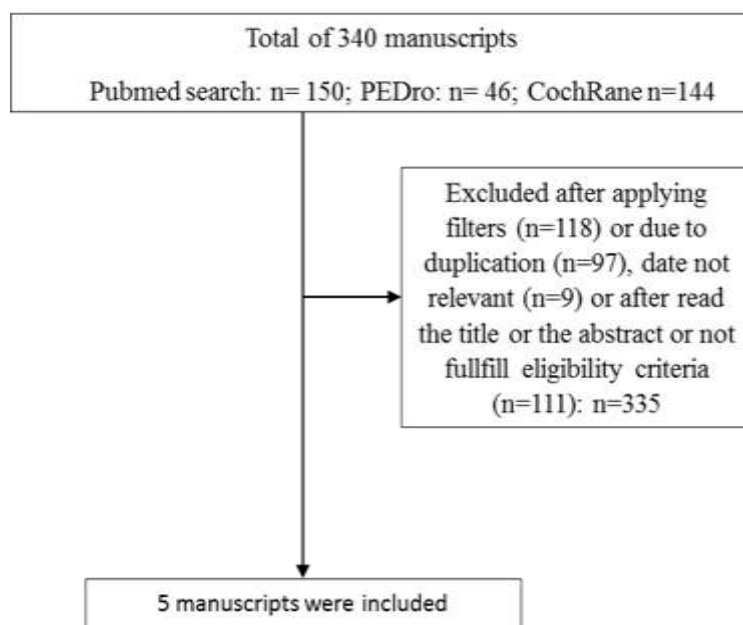 Total of 340 manuscripts
Pubmed search: n= 150; PEDro: n= 46; CochRane n=144
Excluded after applying
filters (n=118) or due to
duplication (n=97), date not
relevant (n=9) or after read
the title or the abstract or not
fullfill eligibility criteria
(n=111): n=335
5 manuscripts were included